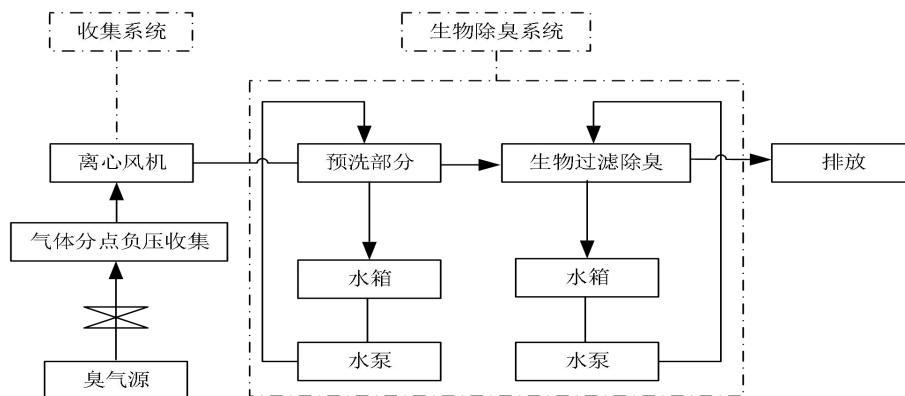 收集系统
生物除臭系统
离心风机
预洗部分
生物过滤除臭
排放
气体分点负压收集
水箱
水箱
臭气源
水泵
水泵